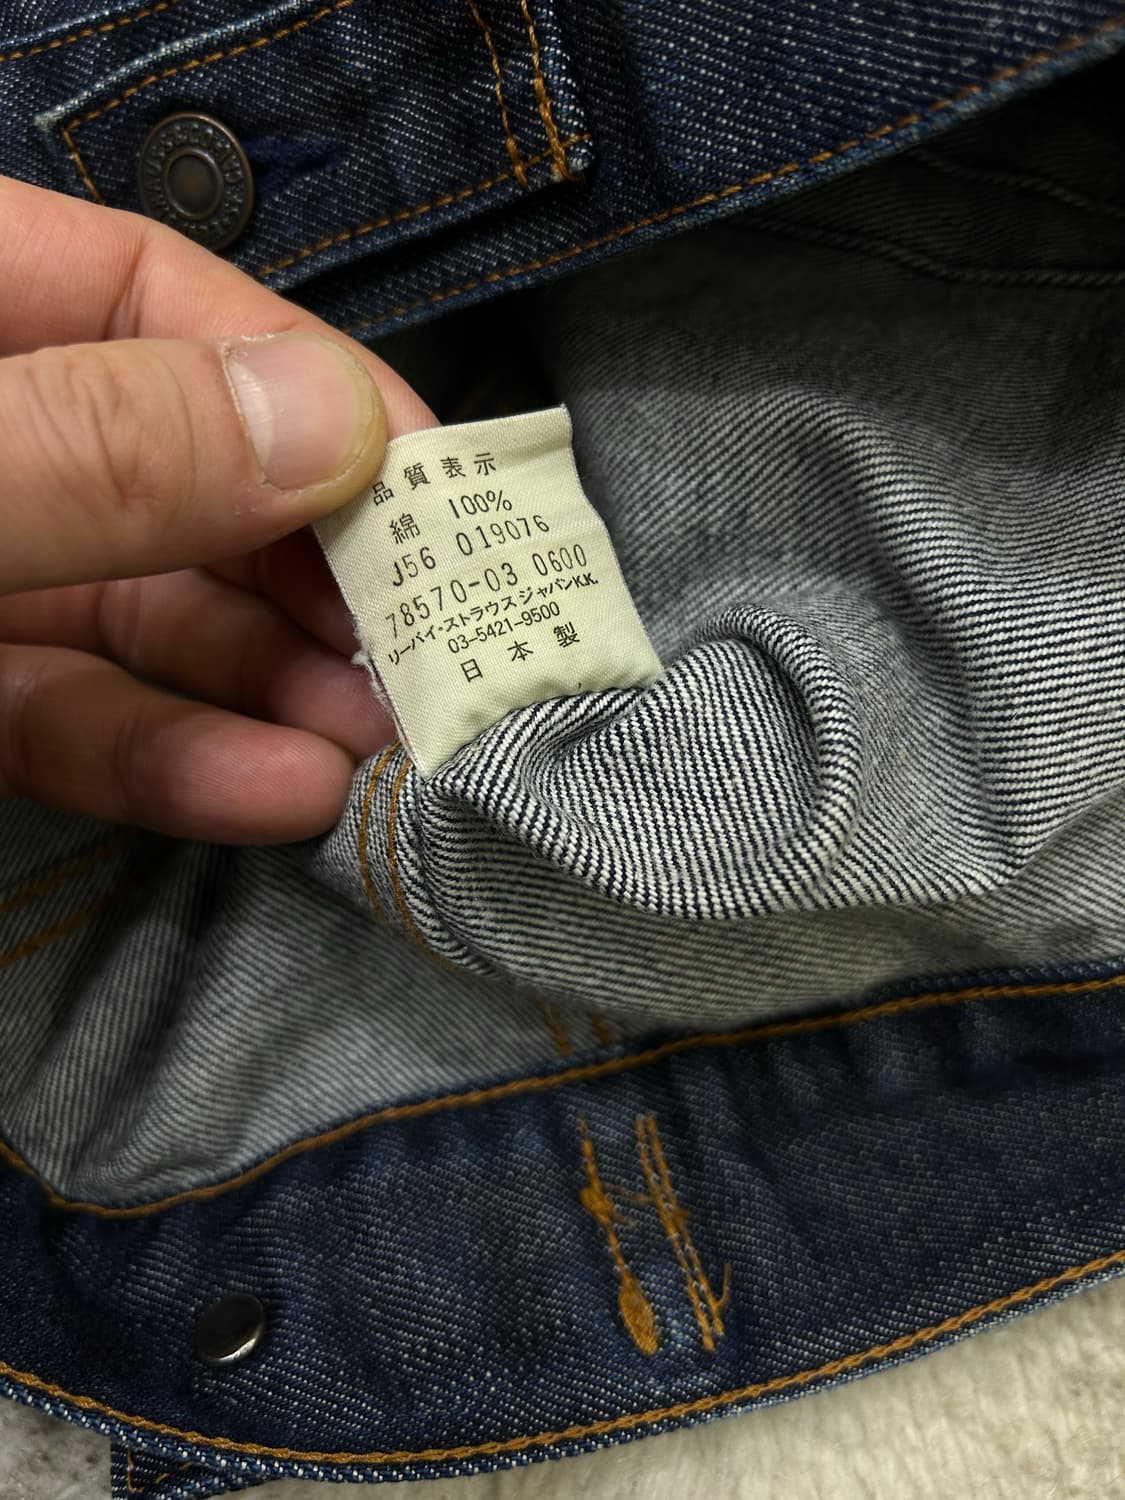 品質表示
綿 100%
J56 019076
78570-03 0600
リーバイ・ストラウス ジャパンK.K.
03-5421-9500
日本製